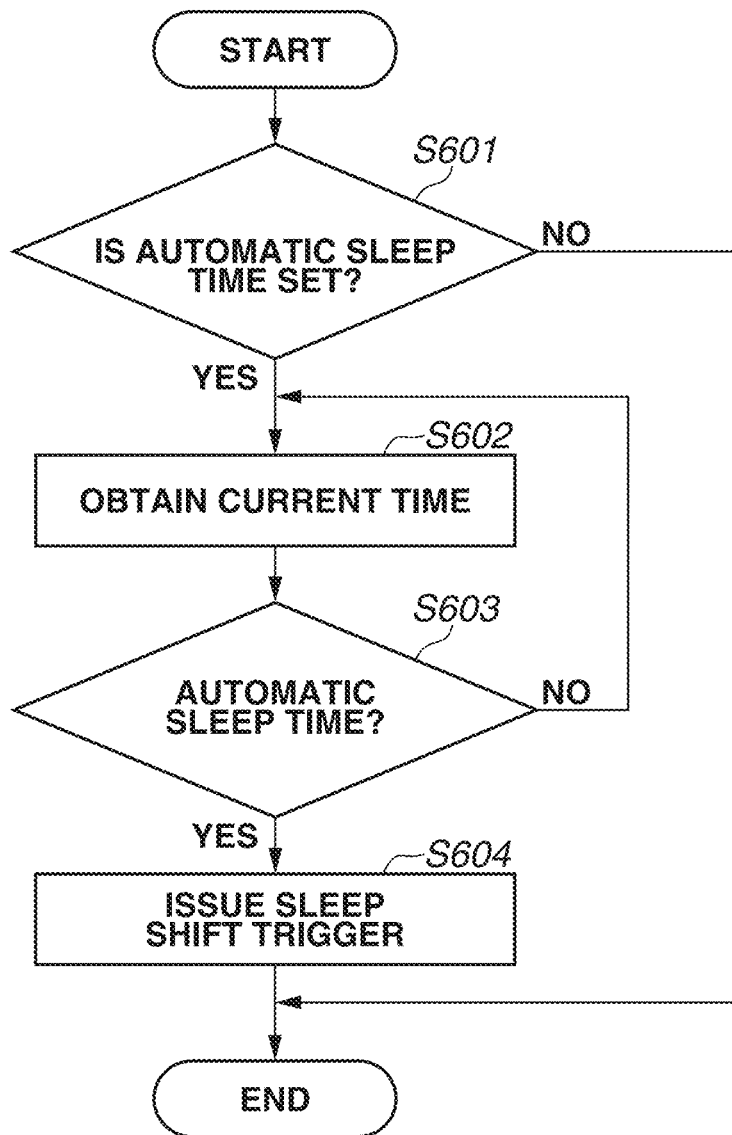 START
S601
IS AUTOMATIC SLEEP
TIME SET?
NO
YES
S602
OBTAIN CURRENT TIME
S603
AUTOMATIC
SLEEP TIME?
NO
YES
S604
ISSUE SLEEP
SHIFT TRIGGER
END